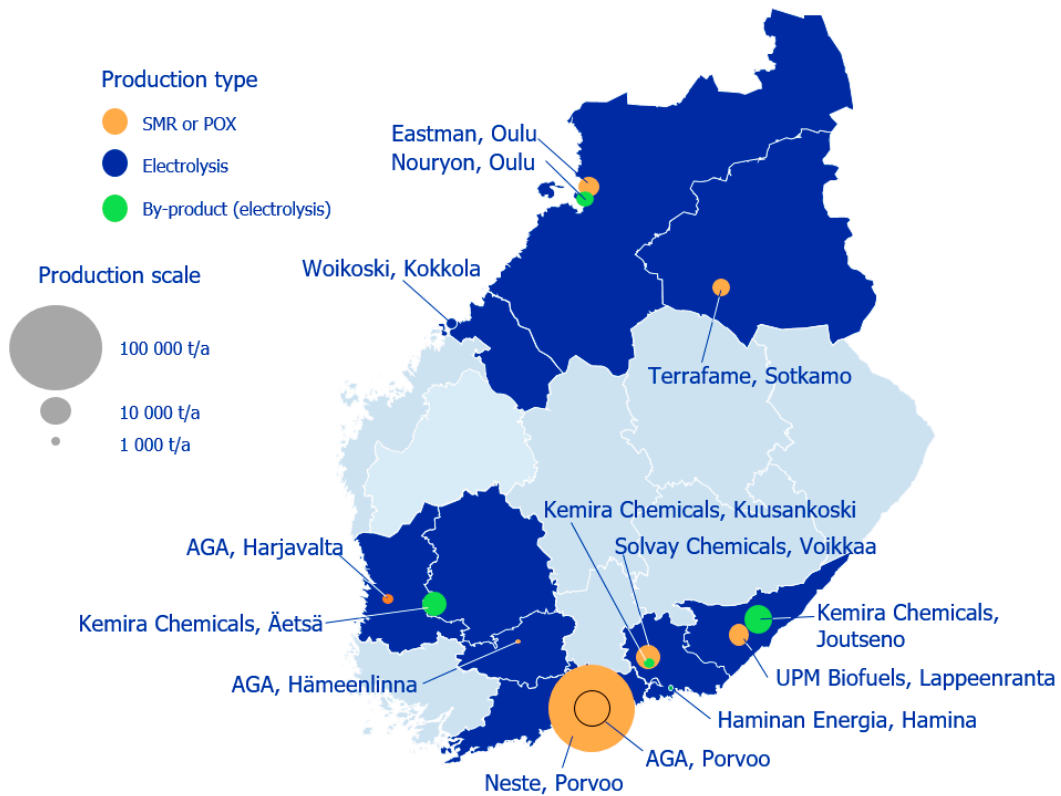 Production type
SMR or POX
Electrolysis
By-product (electrolysis)
Production scale
100 000 t/a
10 000 t/a
1 000 t/a
Eastman, Oulu
Nouryon, Oulu
Woikoski, Kokkola
Terrafame, Sotkamo
Kemira Chemicals, Kuusankoski
Solvay Chemicals, Voikkaa
AGA, Harjavalta
Kemira Chemicals, Äetsä
Kemira Chemicals,
Joutseno
AGA, Hämeenlinna
UPM Biofuels, Lappeenranta
Haminan Energia, Hamina
AGA, Porvoo
Neste, Porvoo